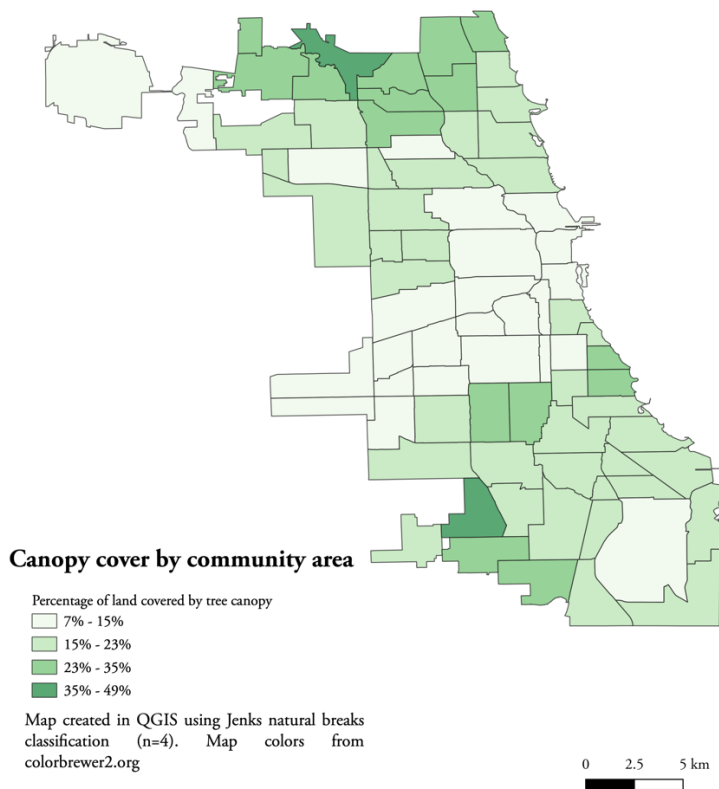 Canopy cover by community area
Percentage of land covered by tree canopy
7% - 15%
15% - 23%
23% - 35%
35% - 49%
Map created in QGIS using Jenks natural breaks
classification (n=4). Map colors from
colorbrewer2.org
0 2.5 5 km